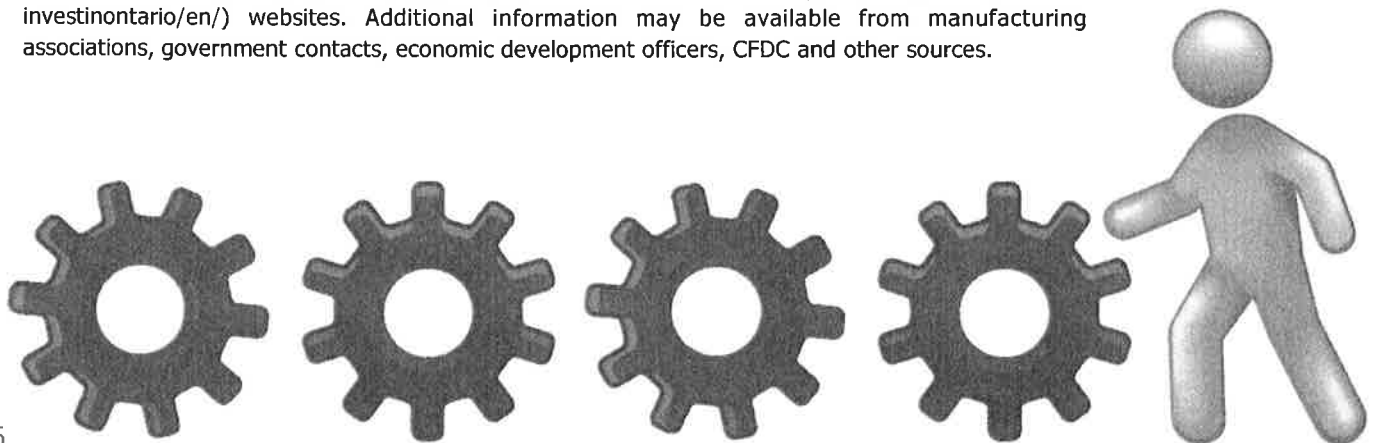 investinontario/en/) websites. Additional information may be available from manufacturing
associations, government contacts, economic development officers, CFDC and other sources.